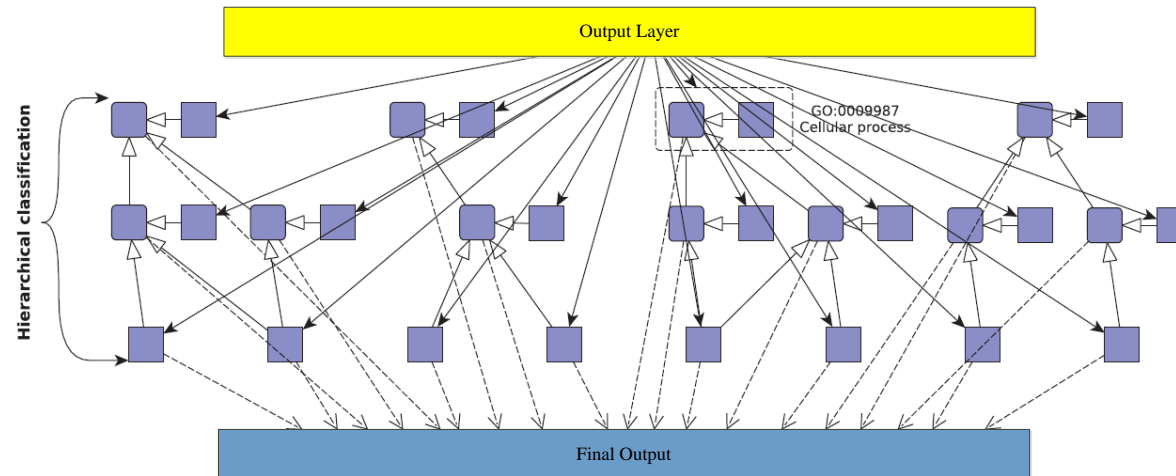 Output Layer
Hierarchical classification
GO:0009987
Cellular process
Final Output